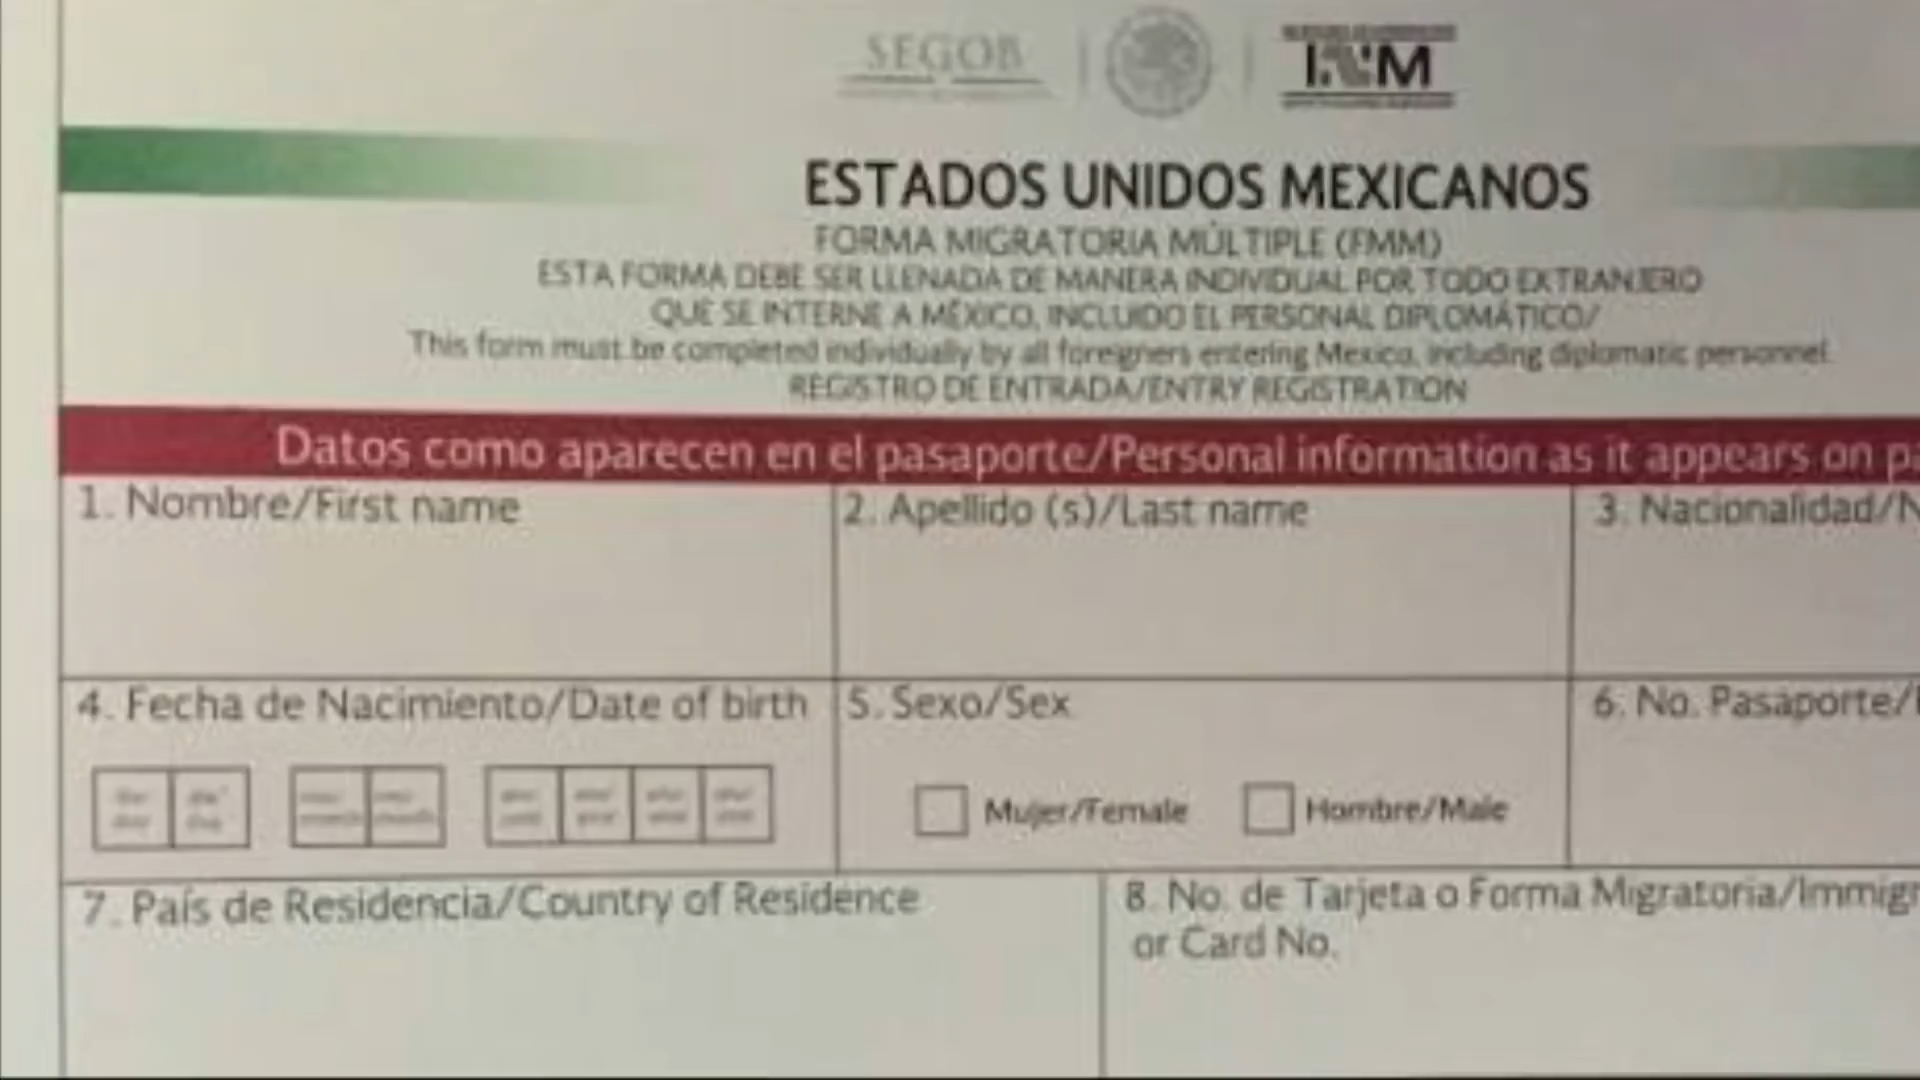 SEGOB
INM
ESTADOS UNIDOS MEXICANOS
FORMA MIGRATORIA MÚLTIPLE (FMM)
ESTA FORMA DEBE SER LLENADA DE MANERA INDIVIDUAL POR TODO EXTRANJERO
QUE SE INTERNE A MÉXICO, INCLUIDO EL PERSONAL DIPLOMÁTICO/
This form must be completed individually by all foreigners entering Mexico, including diplomatic personnel
REGISTRO DE ENTRADA/ENTRY REGISTRATION
Datos como aparecen en el pasaporte/Personal information as it appears on pa
1. Nombre/First name
2. Apellido (s)/Last name
3. Nacionalidad/N
4. Fecha de Nacimiento/Date of birth
5. Sexo/Sex
6. No. Pasaporte/
Mujer/Female
Hombre/Male
7. País de Residencia/Country of Residence
8. No. de Tarjeta o Forma Migratoria/Immigr
or Card No.